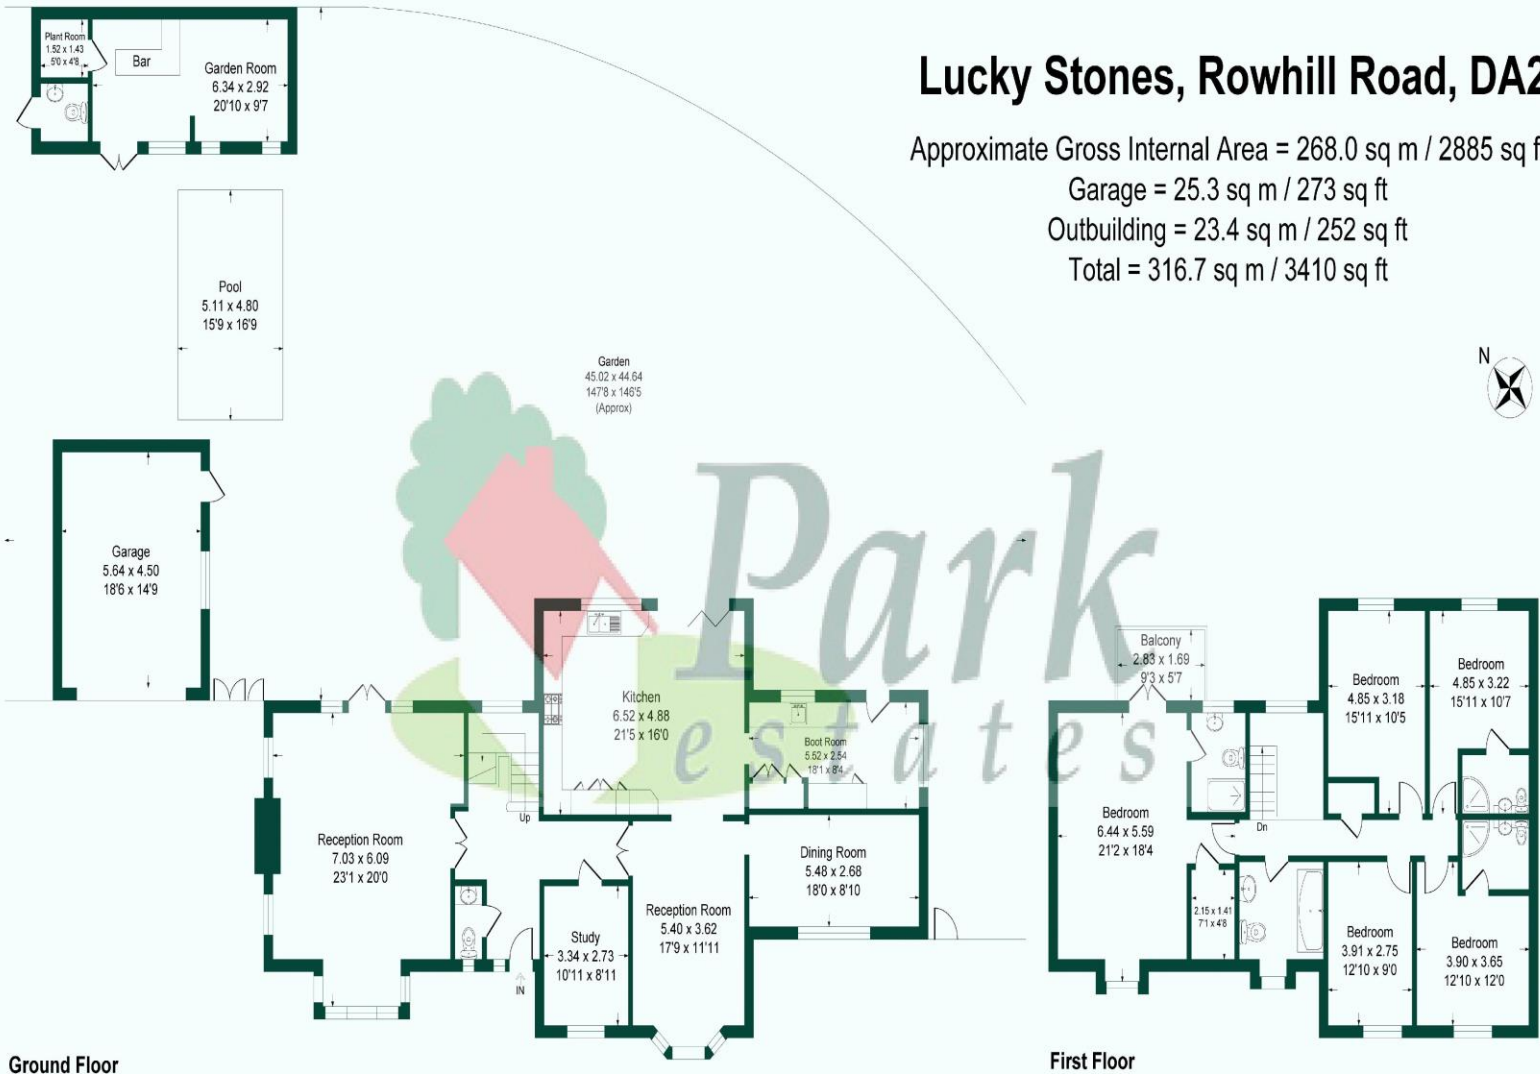 Lucky Stones, Rowhill Road, DA2
Approximate Gross Internal Area = 268.0 sq m / 2885 sq f
Garage = 25.3 sq m / 273 sq ft
Outbuilding = 23.4 sq m / 252 sq ft
Total = 316.7 sq m / 3410 sq ft
Plant Room
1.52 x 1.43
5'0 x 4'8
Bar
Garden Room
6.34 x 2.92
20'10 x 9'7
Pool
5.11 x 4.80
15'9 x 16'9
Garden
45.02 x 44.64
147'8 x 146'5
(Approx)
N
Garage
5.64 x 4.50
18'6 x 14'9
Park
estates
Kitchen
6.52 x 4.88
21'5 x 16'0
Boot Room
5.52 x 2.54
18'1 x 8'4
Up
Reception Room
7.03 x 6.09
23'1 x 20'0
Dining Room
5.48 x 2.68
18'0 x 8'10
Reception Room
5.40 x 3.62
17'9 x 11'11
Study
3.34 x 2.73
10'11 x 8'11
IN
Ground Floor
Balcony
2.83 x 1.69
9'3 x 5'7
Bedroom
4.85 x 3.18
15'11 x 10'5
Bedroom
4.85 x 3.22
15'11 x 10'7
Bedroom
6.44 x 5.59
21'2 x 18'4
Dn
2.15 x 1.41
7'1 x 4'8
Bedroom
3.91 x 2.75
12'10 x 9'0
Bedroom
3.90 x 3.65
12'10 x 12'0
First Floor